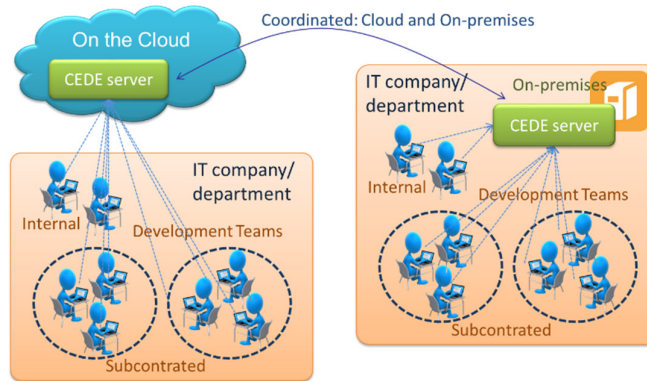 Coordinated: Cloud and On-premises
On the Cloud
CEDE server
IT company/
department
Internal
Development Teams
Subcontrated
IT company/
department
On-premises
CEDE server
Internal
Development Teams
Subcontrated